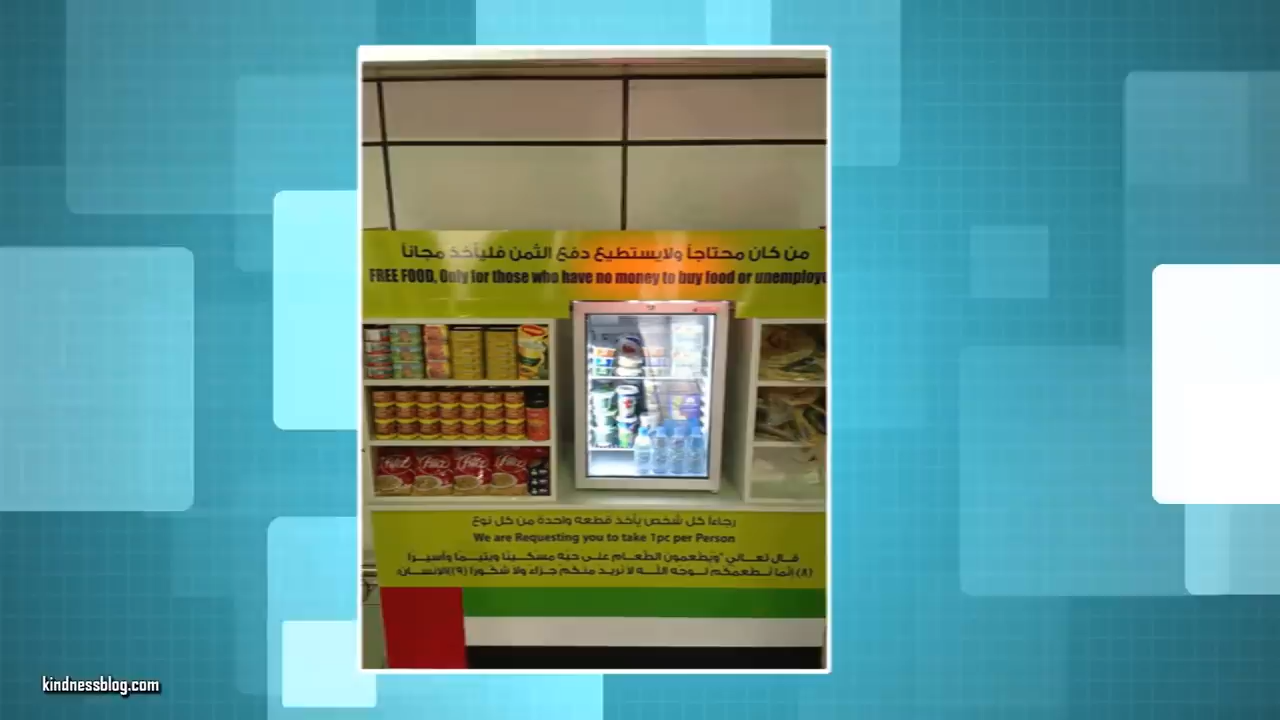 من كان محتاجاً ولايستطيع دفع الثمن فليأخذ مجاناً
FREE FOOD, Only for those who have no money to buy food or unemploye
MAGGI
رجاءاً كل شخص يأخذ قطعه واحدة من كل نوع
We are Requesting you to take 1pc per Person
قال تعالى "ويطعمون الطعام على حبه مسكينا ويتيما وأسيرا
(٨) إنما نطعمكم لوجه الله لا نريد منكم جزاء ولا شكورا (٩)"الإنسان:
kindnessblog.com